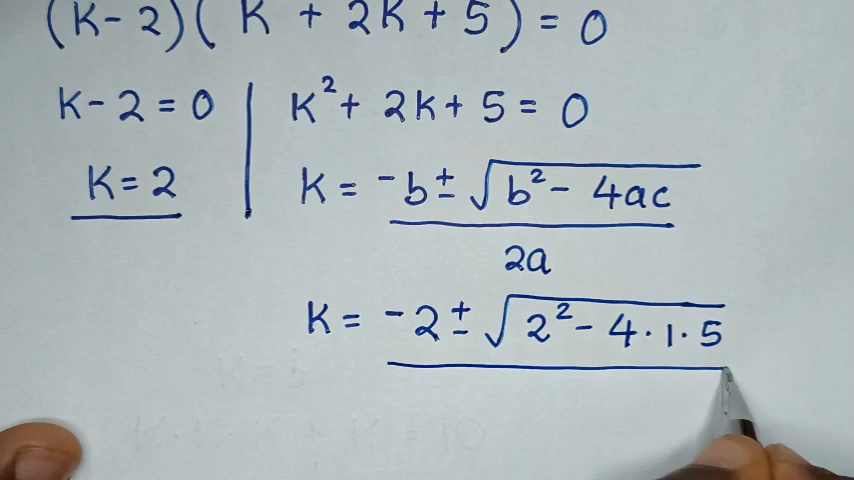 (K - 2)( K + 2K + 5 ) = 0
K - 2 = 0 | K² + 2K + 5 = 0
K = 2
K = -b ± √b² - 4ac
2a
K = -2 ± √2² - 4 · 1 · 5